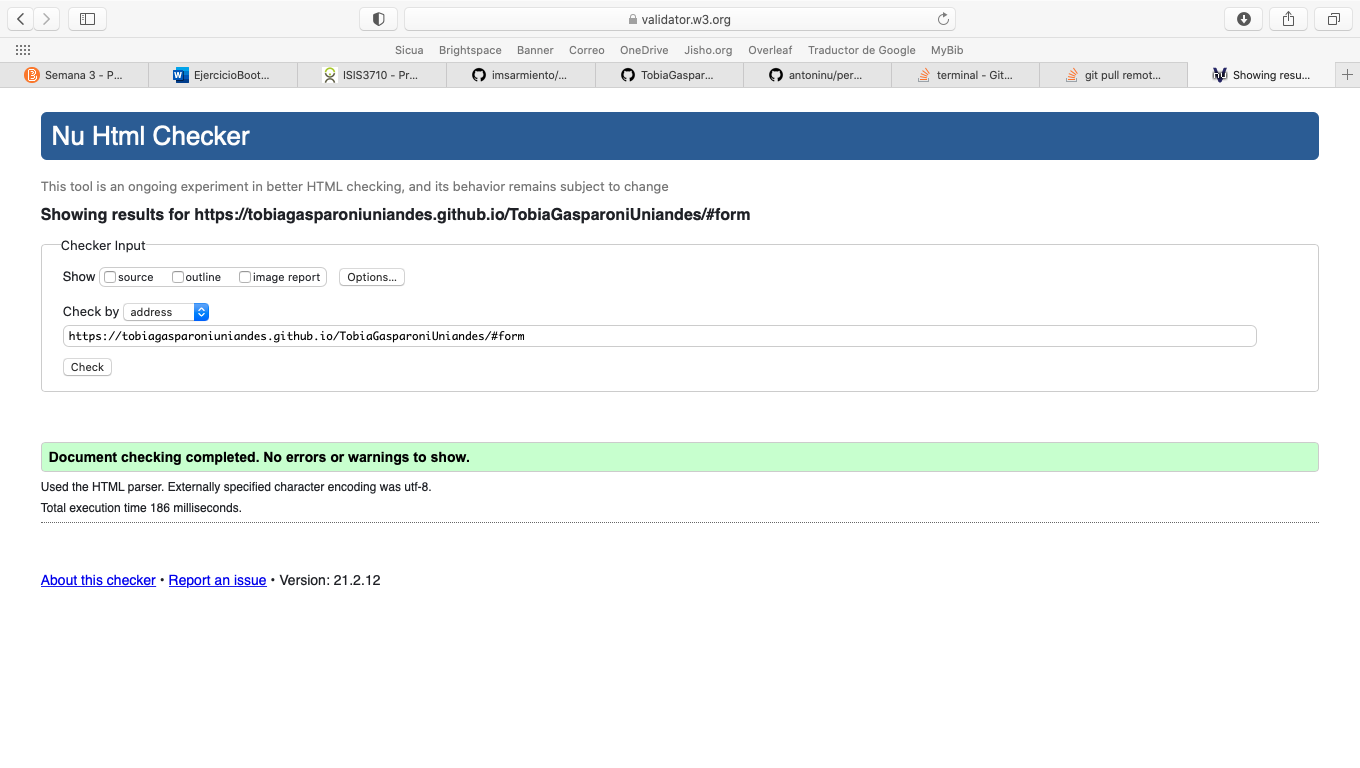 validator.w3.org
Sicua Brightspace Banner Correo OneDrive Jisho.org Overleaf Traductor de Google MyBib
Semana 3 - P... EjercicioBoot... ISIS3710 - Pr... imsarmiento/... TobiaGaspar... antoninu/per... terminal - Git... git pull remot... Showing resu...
Nu Html Checker
This tool is an ongoing experiment in better HTML checking, and its behavior remains subject to change
Showing results for https://tobiagasparoniuniandes.github.io/TobiaGasparoniUniandes/#form
Checker Input
Show source outline image report Options...
Check by address
https://tobiagasparoniuniandes.github.io/TobiaGasparoniUniandes/#form
Check
Document checking completed. No errors or warnings to show.
Used the HTML parser. Externally specified character encoding was utf-8.
Total execution time 186 milliseconds.
About this checker • Report an issue • Version: 21.2.12